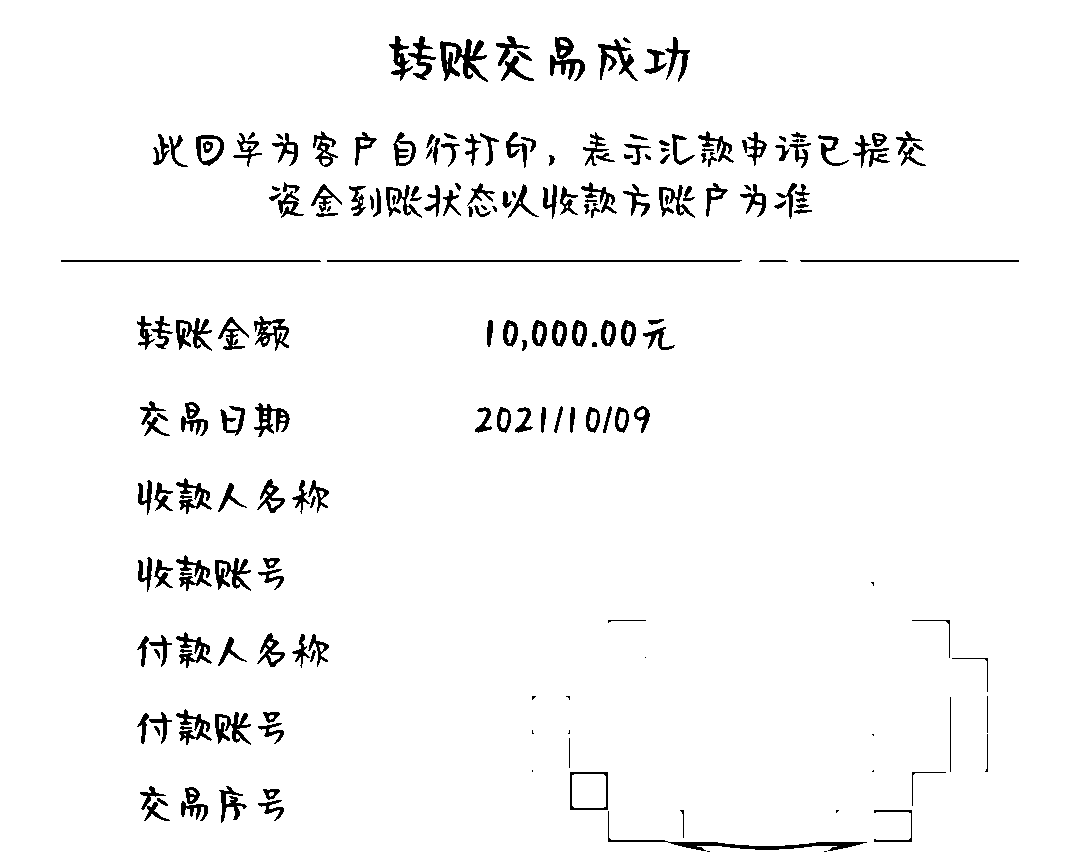 转账交易成功
此回单为客户自行打印，表示汇款申请已提交
资金到账状态以收款方账户为准
转账金额 10,000.00元
交易日期 2021/10/09
收款人名称
收款账号
付款人名称
付款账号
交易序号